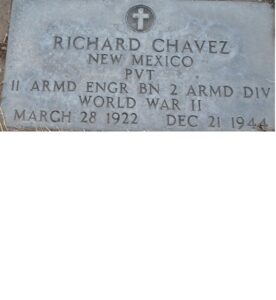 RICHARD CHAVEZ
NEW MEXICO
PVT
11 ARMD ENGR BN 2 ARMD DIV
WORLD WAR II
MARCH 28 1922 DEC 21 1944